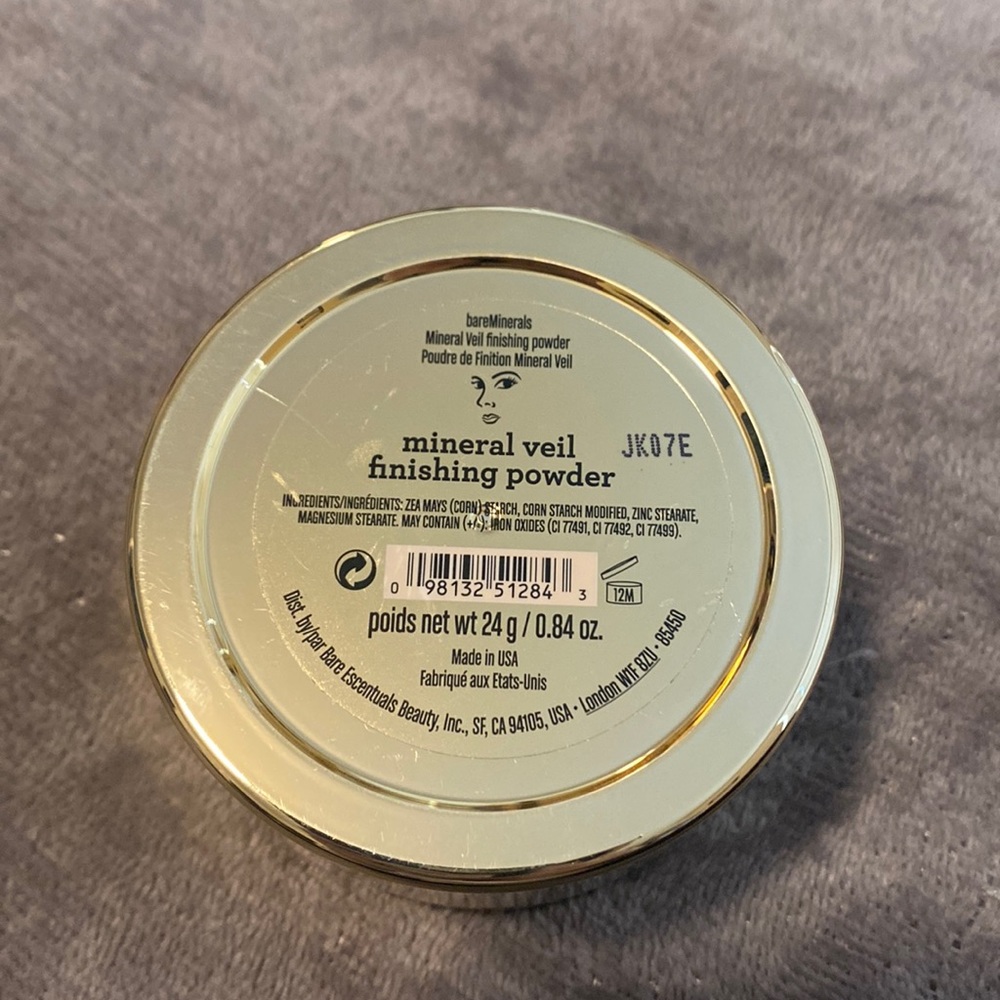 bareMinerals
Mineral Veil finishing powder
Poudre de Finition Mineral Veil
mineral veil
finishing powder
JK07E
INGREDIENTS/INGRÉDIENTS: ZEA MAYS (CORN) STARCH, CORN STARCH MODIFIED, ZINC STEARATE,
MAGNESIUM STEARATE. MAY CONTAIN (+/-): IRON OXIDES (CI 77491, CI 77492, CI 77499).
0 98132 51284 3
12M
poids net wt 24 g / 0.84 oz.
Made in USA
Fabriqué aux Etats-Unis
Dist. by/par Bare Escentuals Beauty, Inc., SF, CA 94105, USA • London W1F 8ZU • 85450